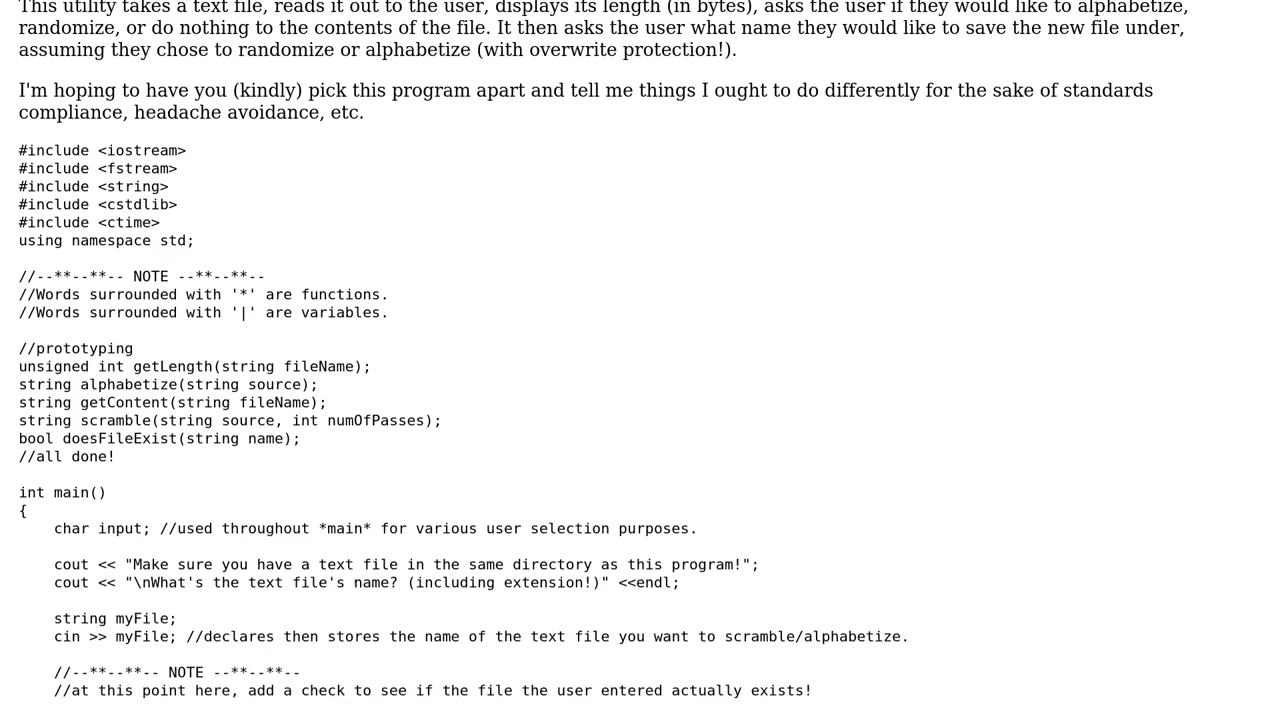 This utility takes a text file, reads it out to the user, displays its length (in bytes), asks the user if they would like to alphabetize,
randomize, or do nothing to the contents of the file. It then asks the user what name they would like to save the new file under,
assuming they chose to randomize or alphabetize (with overwrite protection!).
I'm hoping to have you (kindly) pick this program apart and tell me things I ought to do differently for the sake of standards
compliance, headache avoidance, etc.
#include <iostream>
#include <fstream>
#include <string>
#include <cstdlib>
#include <ctime>
using namespace std;
//--**--**-- NOTE --**--**--
//Words surrounded with '*' are functions.
//Words surrounded with '|' are variables.
//prototyping
unsigned int getLength(string fileName);
string alphabetize(string source);
string getContent(string fileName);
string scramble(string source, int numOfPasses);
bool doesFileExist(string name);
//all done!
int main()
{
    char input; //used throughout *main* for various user selection purposes.
    cout << "Make sure you have a text file in the same directory as this program!";
    cout << "\nWhat's the text file's name? (including extension!)" <<endl;
    string myFile;
    cin >> myFile; //declares then stores the name of the text file you want to scramble/alphabetize.
    //--**--**-- NOTE --**--**--
    //at this point here, add a check to see if the file the user entered actually exists!